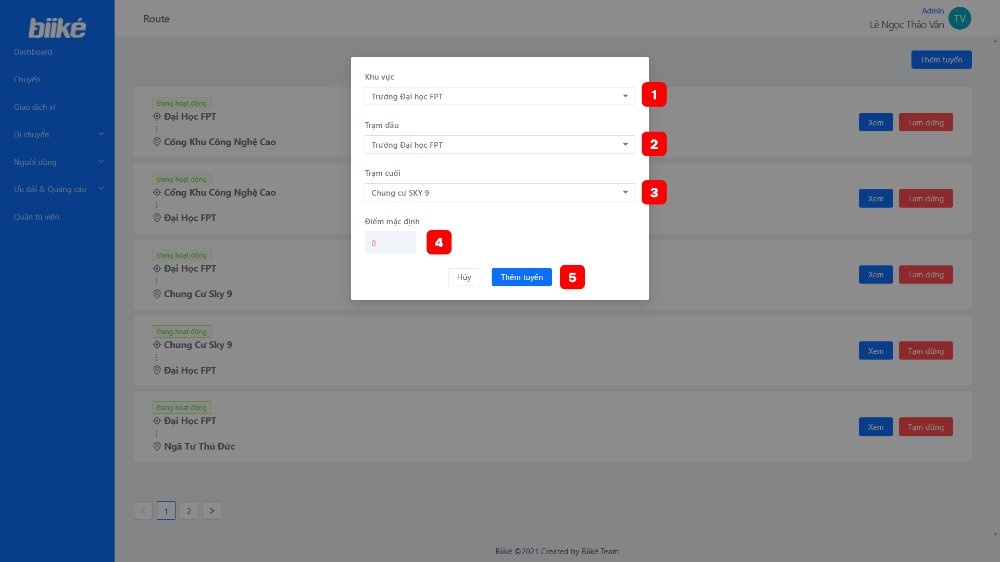 biiké
Dashboard
Chuyến
Giao dịch ví
Di chuyển
Người dùng
Ưu đãi & Quảng cáo
Quản trị viên
Route
Admin
Lê Ngọc Thảo Vân
TV
Thêm tuyến
Đang hoạt động
Đại Học FPT
Cổng Khu Công Nghệ Cao
Xem
Tạm dừng
Đang hoạt động
Cổng Khu Công Nghệ Cao
Đại Học FPT
Xem
Tạm dừng
Đang hoạt động
Đại Học FPT
Chung Cư Sky 9
Xem
Tạm dừng
Đang hoạt động
Chung Cư Sky 9
Đại Học FPT
Xem
Tạm dừng
Đang hoạt động
Đại Học FPT
Ngã Tư Thủ Đức
Xem
Tạm dừng
Khu vực
Trường Đại học FPT
1
Trạm đầu
Trường Đại học FPT
2
Trạm cuối
Chung cư SKY 9
3
Điểm mặc định
0
4
Hủy
Thêm tuyến
5
< 1 2 >
Biiké ©2021 Created by Biiké Team